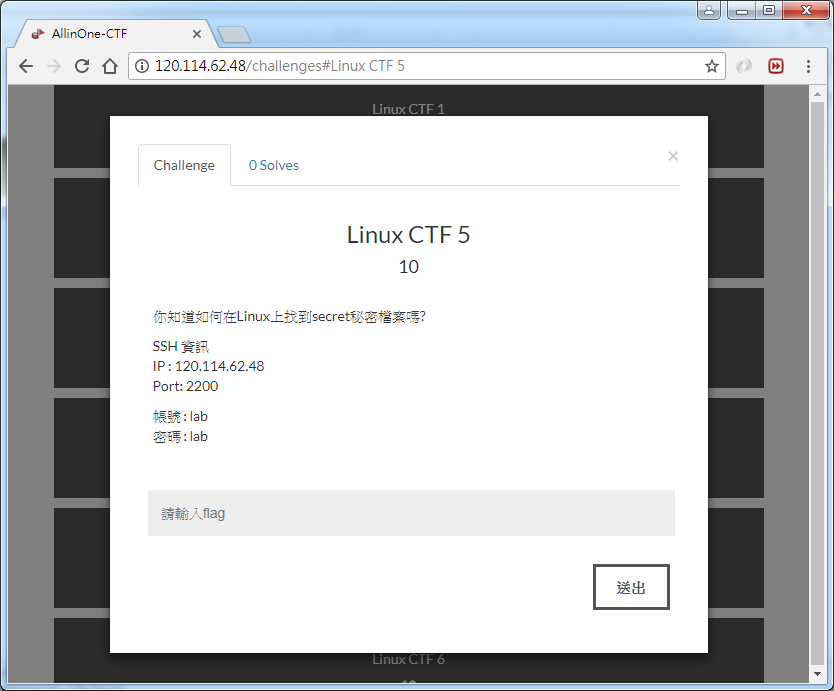 AllinOne-CTF
120.114.62.48/challenges#Linux CTF 5
Linux CTF 1
Challenge
0 Solves
×
Linux CTF 5
10
你知道如何在Linux上找到secret秘密檔案嗎?
SSH 資訊
IP : 120.114.62.48
Port: 2200
帳號 : lab
密碼 : lab
請輸入flag
送出
Linux CTF 6